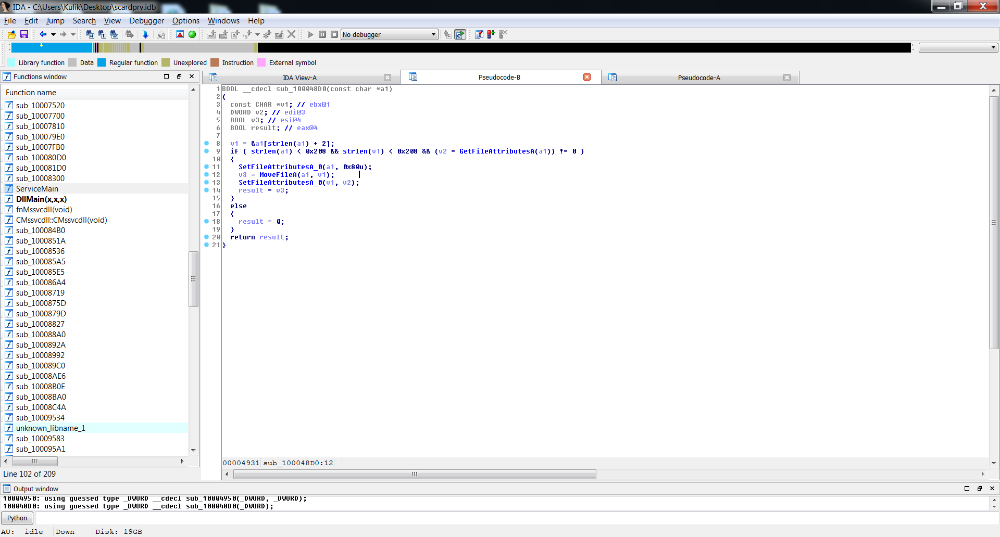 IDA - C:\Users\Kulik\Desktop\scardprv.idb
File Edit Jump Search View Debugger Options Windows Help
No debugger
Library function Data Regular function Unexplored Instruction External symbol
Functions window
IDA View-A Pseudocode-B Pseudocode-A
Function name
sub_10007520
sub_10007700
sub_10007810
sub_100079E0
sub_10007FB0
sub_100080D0
sub_100081D0
sub_10008300
ServiceMain
DllMain(x,x,x)
fnMssvcdll(void)
CMssvcdll::CMssvcdll(void)
sub_100084B0
sub_1000851A
sub_10008536
sub_100085A5
sub_100085E5
sub_100086A4
sub_10008719
sub_1000875D
sub_1000879D
sub_10008827
sub_100088A0
sub_1000892A
sub_10008992
sub_100089C0
sub_10008AE6
sub_10008B0E
sub_10008BA0
sub_10008C4A
sub_10009534
unknown_libname_1
sub_10009583
sub_100095A1
Line 102 of 209
1 BOOL __cdecl sub_100048D0(const char *a1)
2 {
3 const CHAR *v1; // ebx@1
4 DWORD v2; // edi@3
5 BOOL v3; // esi@4
6 BOOL result; // eax@4
7
8 v1 = &a1[strlen(a1) + 2];
9 if ( strlen(a1) < 0x208 && strlen(v1) < 0x208 && (v2 = GetFileAttributesA(a1)) != 0 )
10 {
11 SetFileAttributesA_0(a1, 0x80u);
12 v3 = MoveFileA(a1, v1);
13 SetFileAttributesA_0(v1, v2);
14 result = v3;
15 }
16 else
17 {
18 result = 0;
19 }
20 return result;
21 }
00004931 sub_100048D0:12
Output window
10004950: using guessed type _DWORD __cdecl sub_10004950(_DWORD, _DWORD);
100048D0: using guessed type _DWORD __cdecl sub_100048D0(_DWORD);
Python
AU: idle Down Disk: 19GB